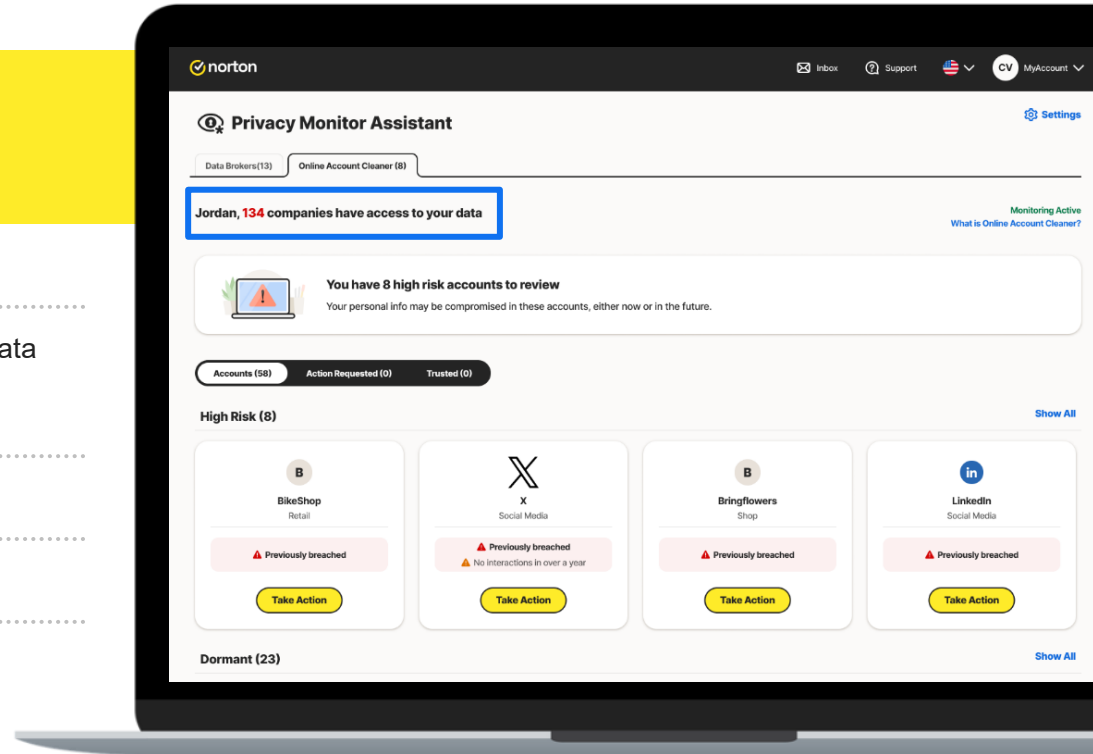 norton
Inbox
Support
CV
MyAccount
Privacy Monitor Assistant
Settings
Data Brokers(13)
Online Account Cleaner (8)
Jordan, 134 companies have access to your data
Monitoring Active
What is Online Account Cleaner?
You have 8 high risk accounts to review
Your personal info may be compromised in these accounts, either now or in the future.
ata
Accounts (58)
Action Requested (0)
Trusted (0)
High Risk (8)
Show All
B
BikeShop
Retail
Previously breached
Take Action
X
X
Social Media
Previously breached
No interactions in over a year
Take Action
B
Bringflowers
Shop
Previously breached
Take Action
in
LinkedIn
Social Media
Previously breached
Take Action
Dormant (23)
Show All